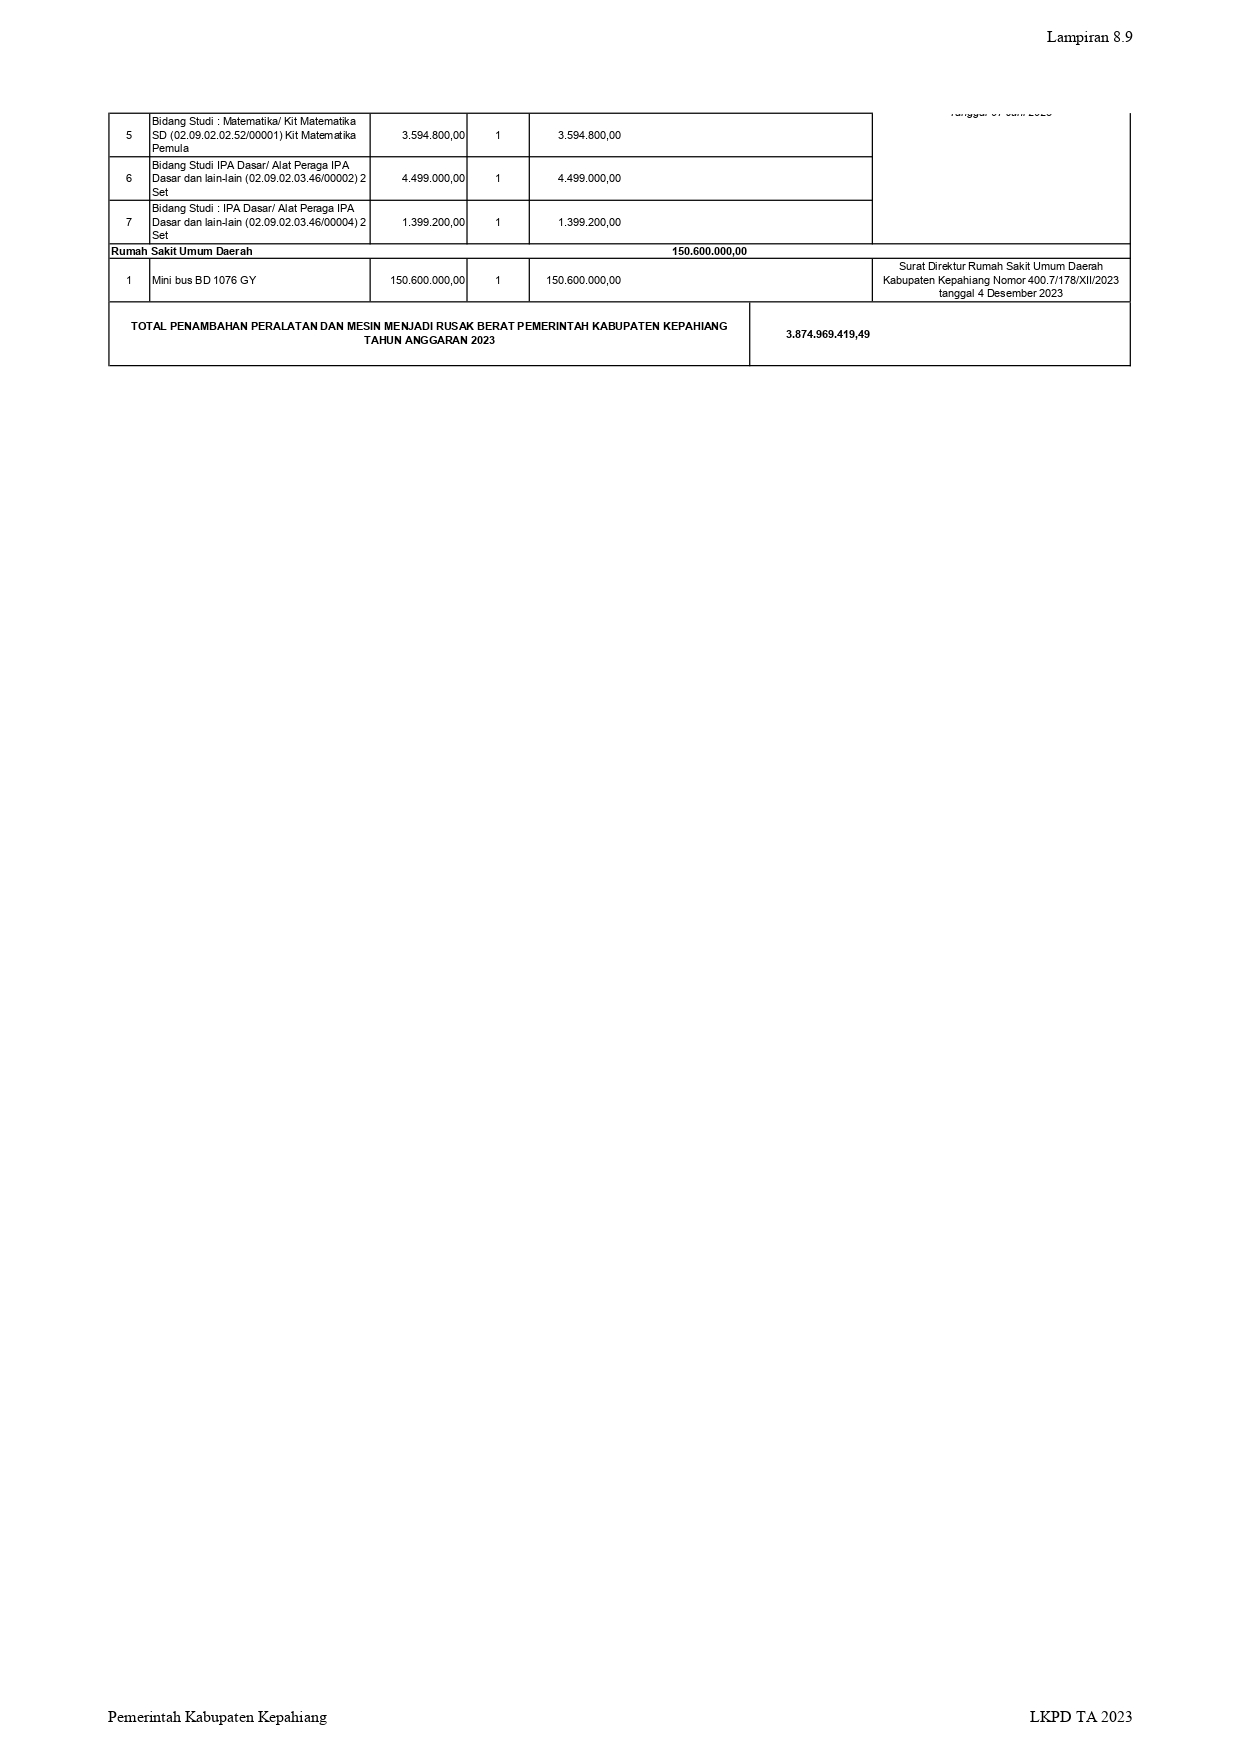 Lampiran 8.9
5
Bidang Studi : Matematika/ Kit Matematika
SD (02.09.02.02.52/00001) Kit Matematika
Pemula
3.594.800,00
1
3.594.800,00
6
Bidang Studi IPA Dasar/ Alat Peraga IPA
Dasar dan lain-lain (02.09.02.03.46/00002) 2
Set
4.499.000,00
1
4.499.000,00
7
Bidang Studi : IPA Dasar/ Alat Peraga IPA
Dasar dan lain-lain (02.09.02.03.46/00004) 2
Set
1.399.200,00
1
1.399.200,00
Rumah Sakit Umum Daerah
150.600.000,00
1
Mini bus BD 1076 GY
150.600.000,00
1
150.600.000,00
Surat Direktur Rumah Sakit Umum Daerah
Kabupaten Kepahiang Nomor 400.7/178/XII/2023
tanggal 4 Desember 2023
TOTAL PENAMBAHAN PERALATAN DAN MESIN MENJADI RUSAK BERAT PEMERINTAH KABUPATEN KEPAHIANG
TAHUN ANGGARAN 2023
3.874.969.419,49
Pemerintah Kabupaten Kepahiang
LKPD TA 2023